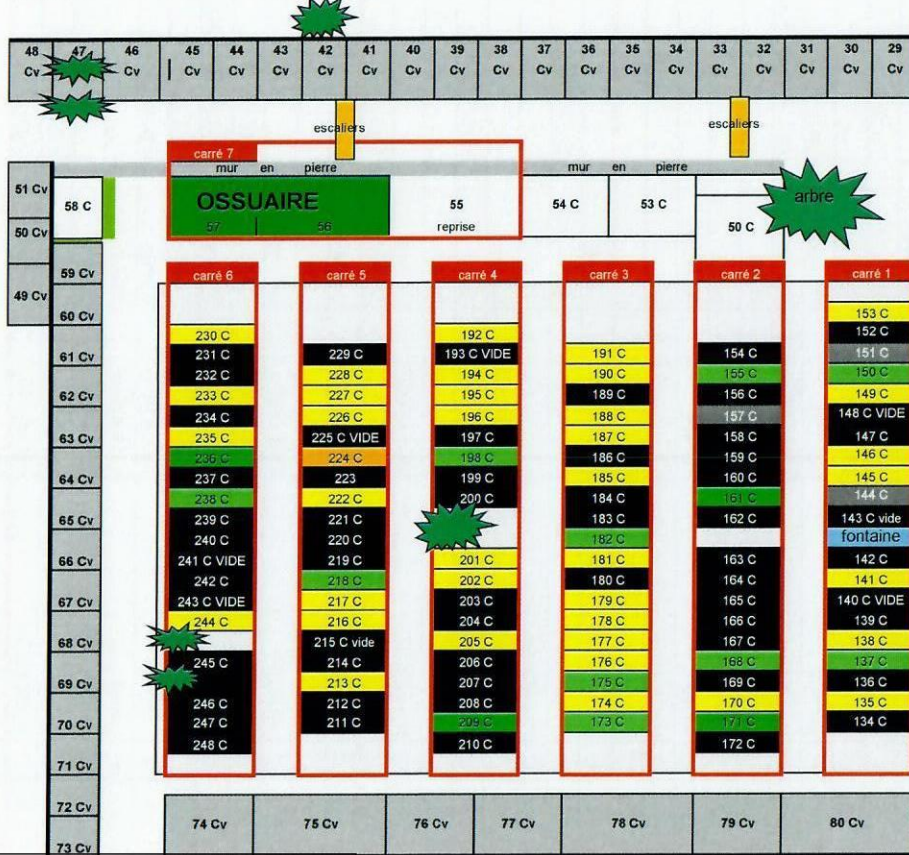 48 47 46 45 44 43 42 41 40 39 38 37 36 35 34 33 32 31 30 29
Cv Cv | Cv Cv Cv Cv Cv Cv Cv Cv Cv Cv Cv Cv Cv Cv Cv Cv Cv
escaliers escaliers
carré 7
mur en pierre mur en pierre
51 Cv
58 C
OSSUAIRE
57 56
55
reprise
54 C
53 C
50 C
arbre
50 Cv
49 Cv
59 Cv
60 Cv
61 Cv
62 Cv
63 Cv
64 Cv
65 Cv
66 Cv
67 Cv
68 Cv
69 Cv
70 Cv
71 Cv
72 Cv
73 Cv
carré 6
230 C
231 C
232 C
233 C
234 C
235 C
236 C
237 C
238 C
239 C
240 C
241 C VIDE
242 C
243 C VIDE
244 C
245 C
246 C
247 C
248 C
carré 5
229 C
228 C
227 C
226 C
225 C VIDE
224 C
223
222 C
221 C
220 C
219 C
218 C
217 C
216 C
215 C vide
214 C
213 C
212 C
211 C
carré 4
192 C
193 C VIDE
194 C
195 C
196 C
197 C
198 C
199 C
200 C
201 C
202 C
203 C
204 C
205 C
206 C
207 C
208 C
209 C
210 C
carré 3
191 C
190 C
189 C
188 C
187 C
186 C
185 C
184 C
183 C
182 C
181 C
180 C
179 C
178 C
177 C
176 C
175 C
174 C
173 C
carré 2
154 C
155 C
156 C
157 C
158 C
159 C
160 C
161 C
162 C
163 C
164 C
165 C
166 C
167 C
168 C
169 C
170 C
171 C
172 C
carré 1
153 C
152 C
151 C
150 C
149 C
148 C VIDE
147 C
146 C
145 C
144 C
143 C vide
fontaine
142 C
141 C
140 C VIDE
139 C
138 C
137 C
136 C
135 C
134 C
74 Cv 75 Cv 76 Cv 77 Cv 78 Cv 79 Cv 80 Cv